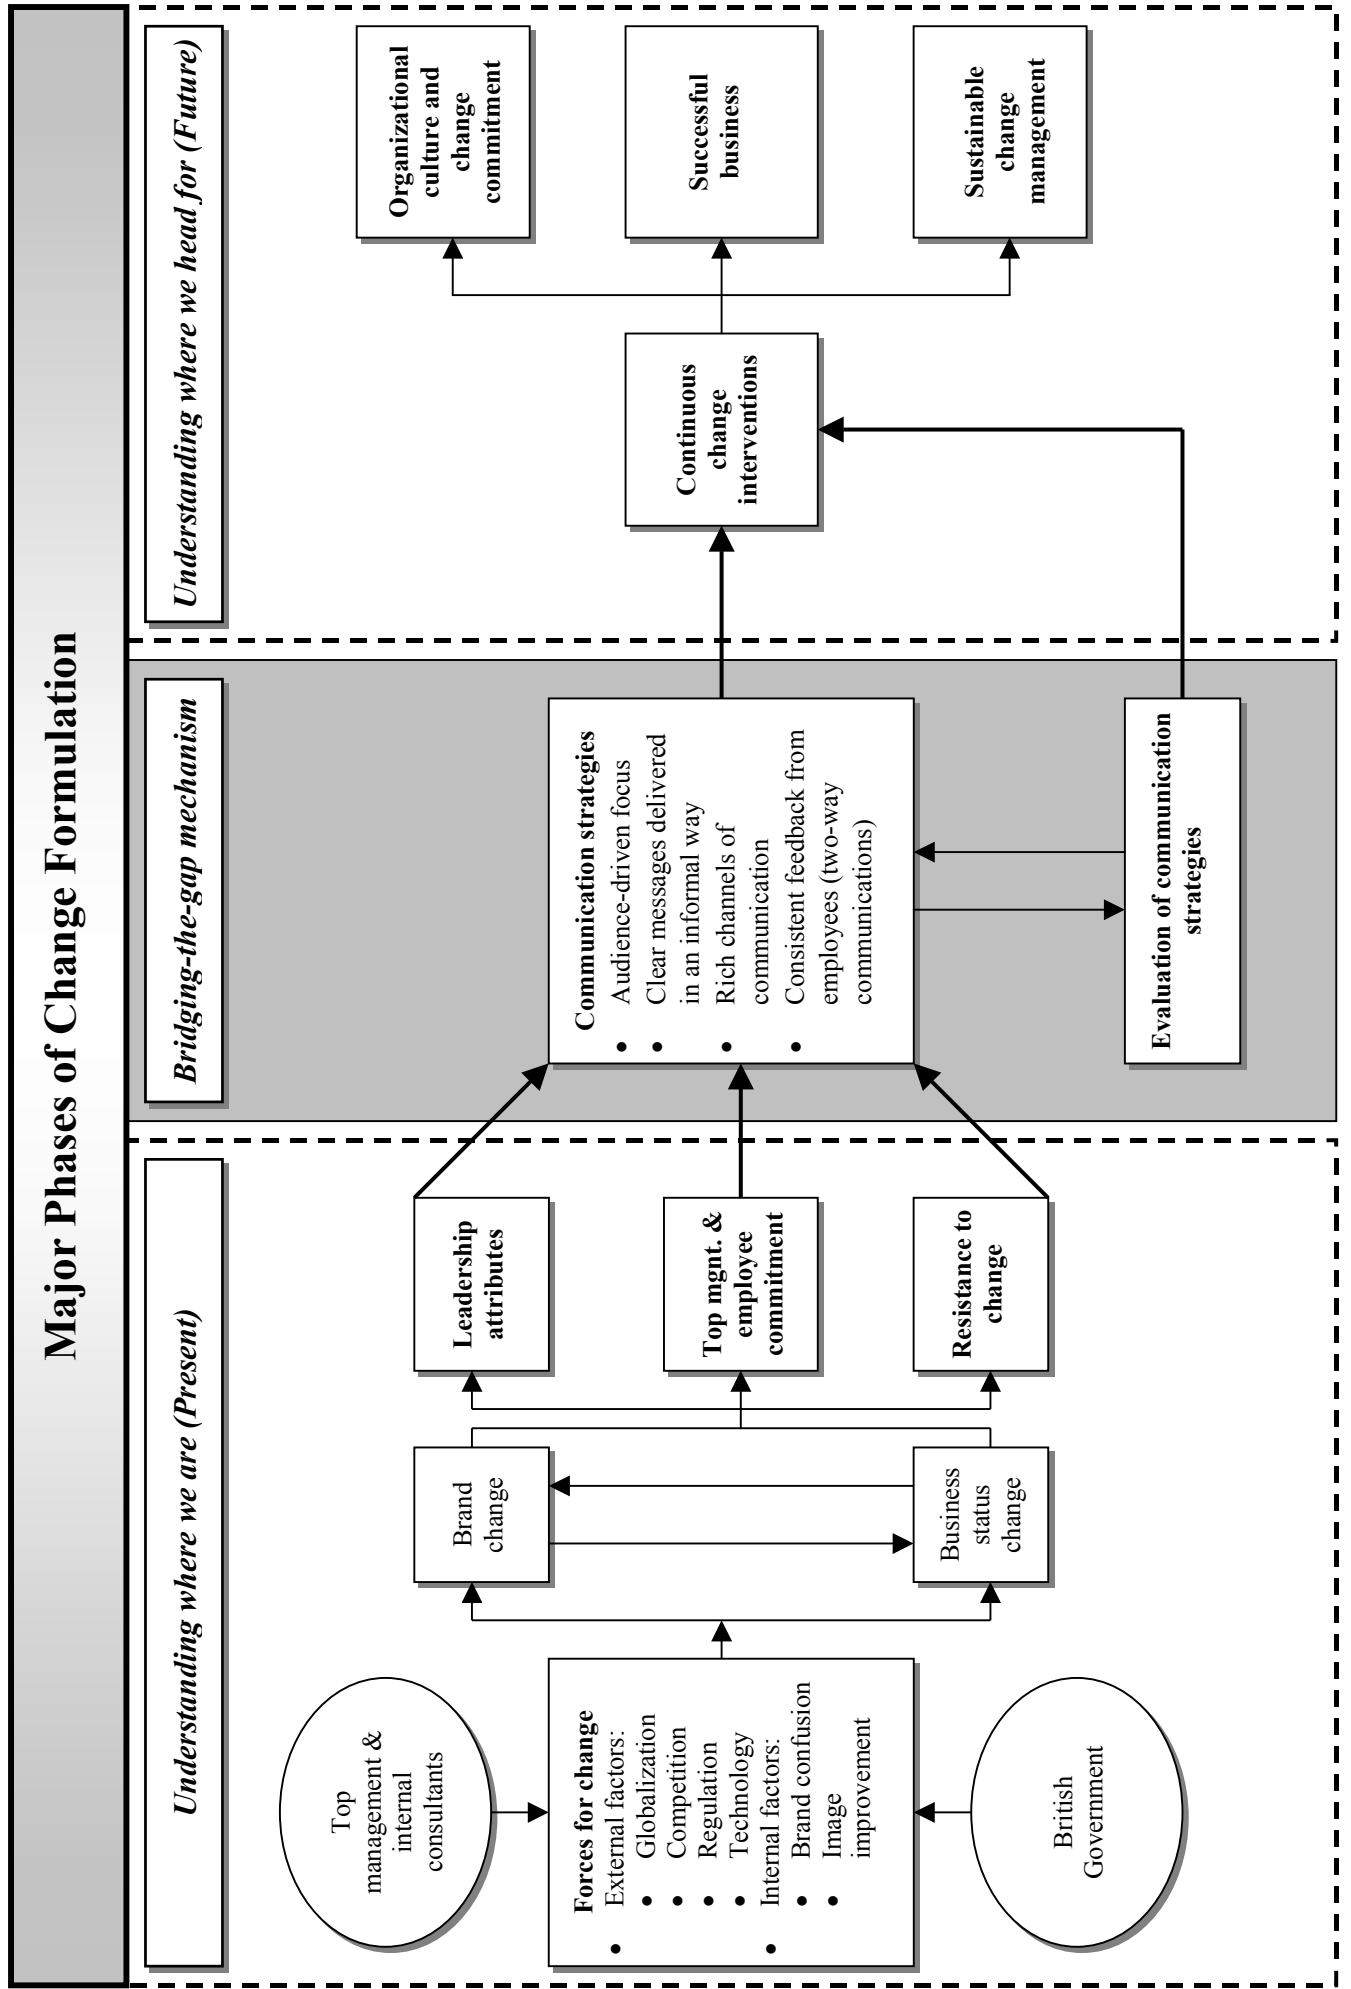 Major Phases of Change Formulation
Understanding where we are (Present)
Bridging-the-gap mechanism
Understanding where we head for (Future)
Top
management &
internal
consultants
Forces for change
• External factors:
• Globalization
• Competition
• Regulation
• Technology
• Internal factors:
• Brand confusion
• Image
improvement
British
Government
Brand
change
Business
status
change
Leadership
attributes
Top mgnt. &
employee
commitment
Resistance to
change
Communication strategies
• Audience-driven focus
• Clear messages delivered
in an informal way
• Rich channels of
communication
• Consistent feedback from
employees (two-way
communications)
Evaluation of communication
strategies
Continuous
change
interventions
Organizational
culture and
change
commitment
Successful
business
Sustainable
change
management